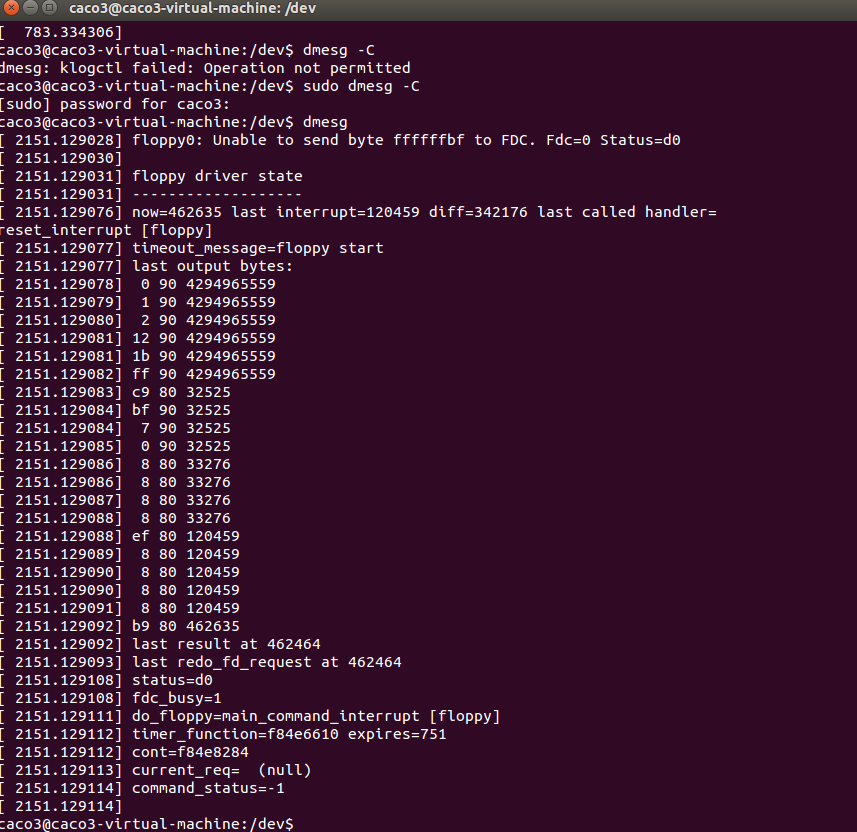 caco3@caco3-virtual-machine: /dev
[  783.334306]
caco3@caco3-virtual-machine:/dev$ dmesg -C
dmesg: klogctl failed: Operation not permitted
caco3@caco3-virtual-machine:/dev$ sudo dmesg -C
[sudo] password for caco3:
caco3@caco3-virtual-machine:/dev$ dmesg
[ 2151.129028] floppy0: Unable to send byte ffffffbf to FDC. Fdc=0 Status=d0
[ 2151.129030]
[ 2151.129031] floppy driver state
[ 2151.129031] -------------------
[ 2151.129076] now=462635 last interrupt=120459 diff=342176 last called handler=
reset_interrupt [floppy]
[ 2151.129077] timeout_message=floppy start
[ 2151.129077] last output bytes:
[ 2151.129078]  0 90 4294965559
[ 2151.129079]  1 90 4294965559
[ 2151.129080]  2 90 4294965559
[ 2151.129081] 12 90 4294965559
[ 2151.129081] 1b 90 4294965559
[ 2151.129082] ff 90 4294965559
[ 2151.129083] c9 80 32525
[ 2151.129084] bf 90 32525
[ 2151.129084]  7 90 32525
[ 2151.129085]  0 90 32525
[ 2151.129086]  8 80 33276
[ 2151.129086]  8 80 33276
[ 2151.129087]  8 80 33276
[ 2151.129088]  8 80 33276
[ 2151.129088] ef 80 120459
[ 2151.129089]  8 80 120459
[ 2151.129090]  8 80 120459
[ 2151.129090]  8 80 120459
[ 2151.129091]  8 80 120459
[ 2151.129092] b9 80 462635
[ 2151.129092] last result at 462464
[ 2151.129093] last redo_fd_request at 462464
[ 2151.129108] status=d0
[ 2151.129108] fdc_busy=1
[ 2151.129111] do_floppy=main_command_interrupt [floppy]
[ 2151.129112] timer_function=f84e6610 expires=751
[ 2151.129112] cont=f84e8284
[ 2151.129113] current_req=  (null)
[ 2151.129114] command_status=-1
[ 2151.129114]
caco3@caco3-virtual-machine:/dev$